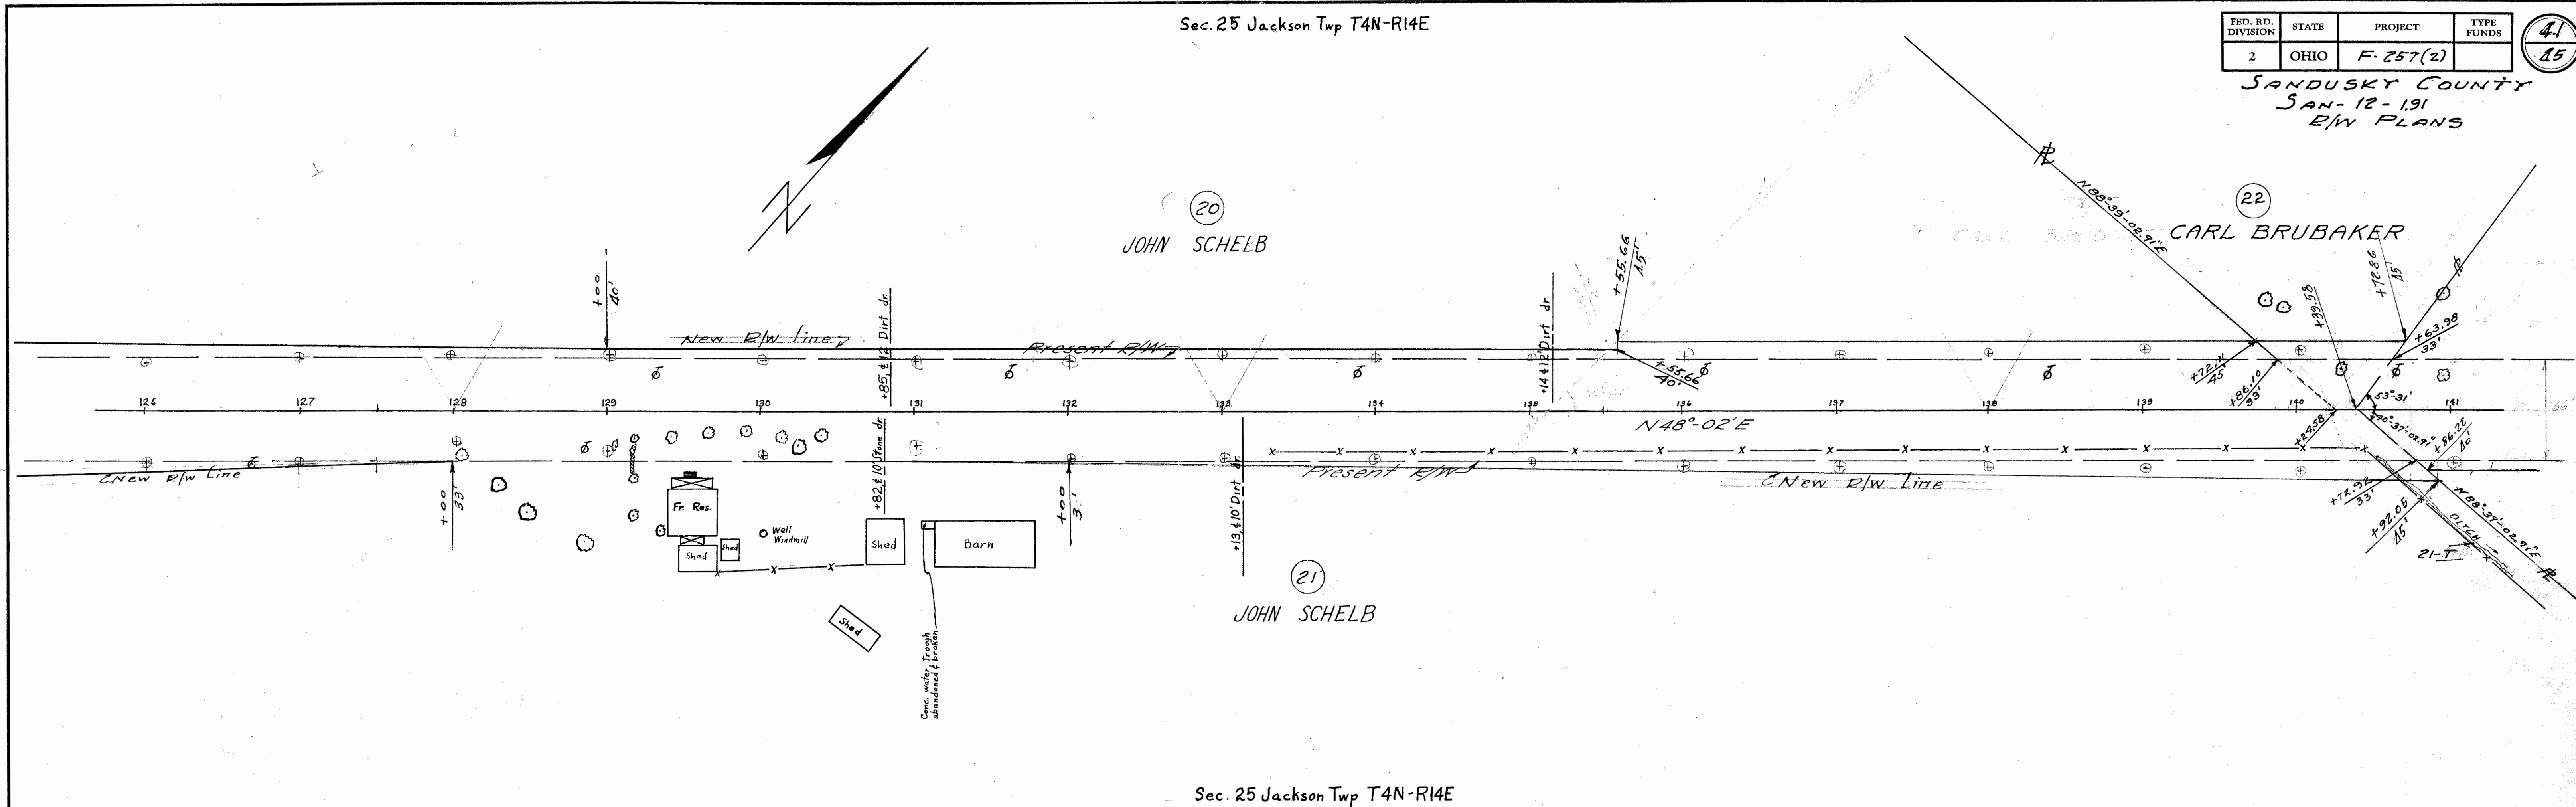 Sec. 25 Jackson Twp T4N-R14E
FED. RD. DIVISION STATE PROJECT TYPE FUNDS
2 OHIO F-257(2)
SANDUSKY COUNTY
SAN-12-1.91
R/W PLANS
20
JOHN SCHELB
22
CARL BRUBAKER
N88°-39'-02.91"E
+00
40'
+85, ± 12' Dirt dr.
+14 ± 12' Dirt dr.
+55.66
45'
+39.58
+72.86
45'
+63.98
33'
New R/W Line
Present R/W
+55.66
40'
+72.11
45'
+86.10
33'
53°-31'
66'
126 127 128 129 130 131 132 133 134 135 136 137 138 139 140 141
N48°-02'E
40°-37'-02.91"
+24.58
+86.22
40'
New R/W Line
+00
33'
+82, ± 10' Stone dr.
Fr. Res.
Shed
Shed
Well
Windmill
Shed
Barn
+00
+13, ± 10' Dirt dr.
Present R/W
New R/W Line
+72.92
33'
+92.05
45'
N88°-39'-02.91"E
DITCH
21-T
Shed
Conc. water trough
abandoned & broken
21
JOHN SCHELB
Sec. 25 Jackson Twp T4N-R14E